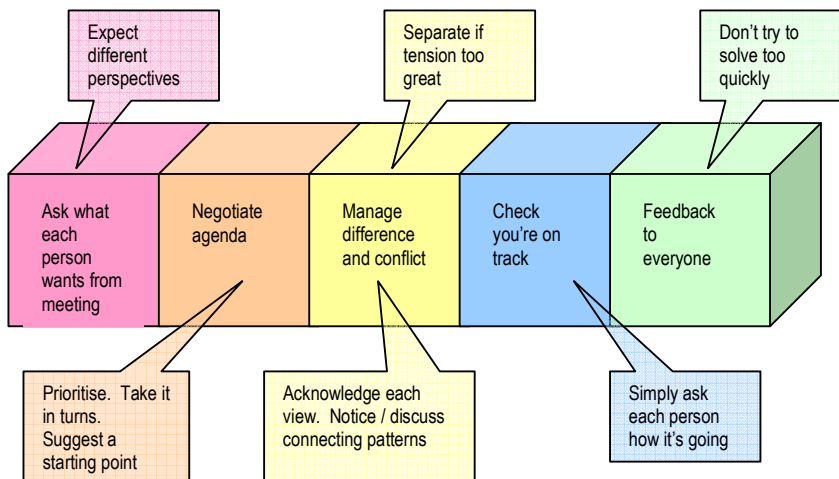 Expect
different
perspectives
Separate if
tension too
great
Don't try to
solve too
quickly
Ask what
each
person
wants from
meeting
Negotiate
agenda
Manage
difference
and conflict
Check
you're on
track
Feedback
to
everyone
Prioritise.  Take it
in turns.
Suggest a
starting point
Acknowledge each
view.  Notice / discuss
connecting patterns
Simply ask
each person
how it's going